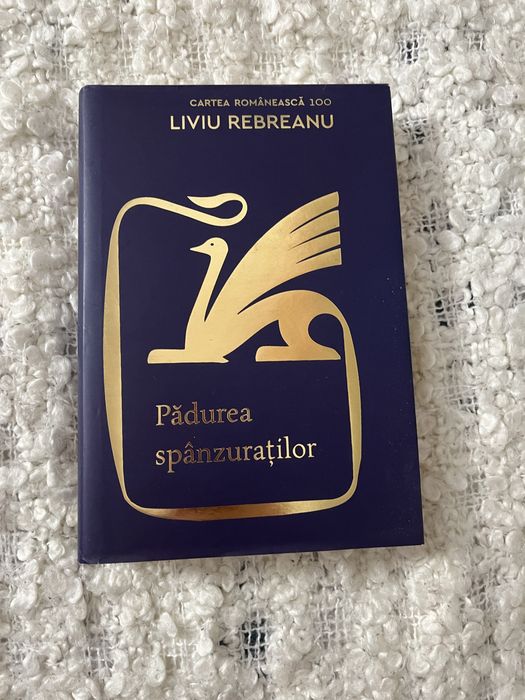 CARTEA ROMÂNEASCĂ 100
LIVIU REBREANU
Pădurea
spânzuraților